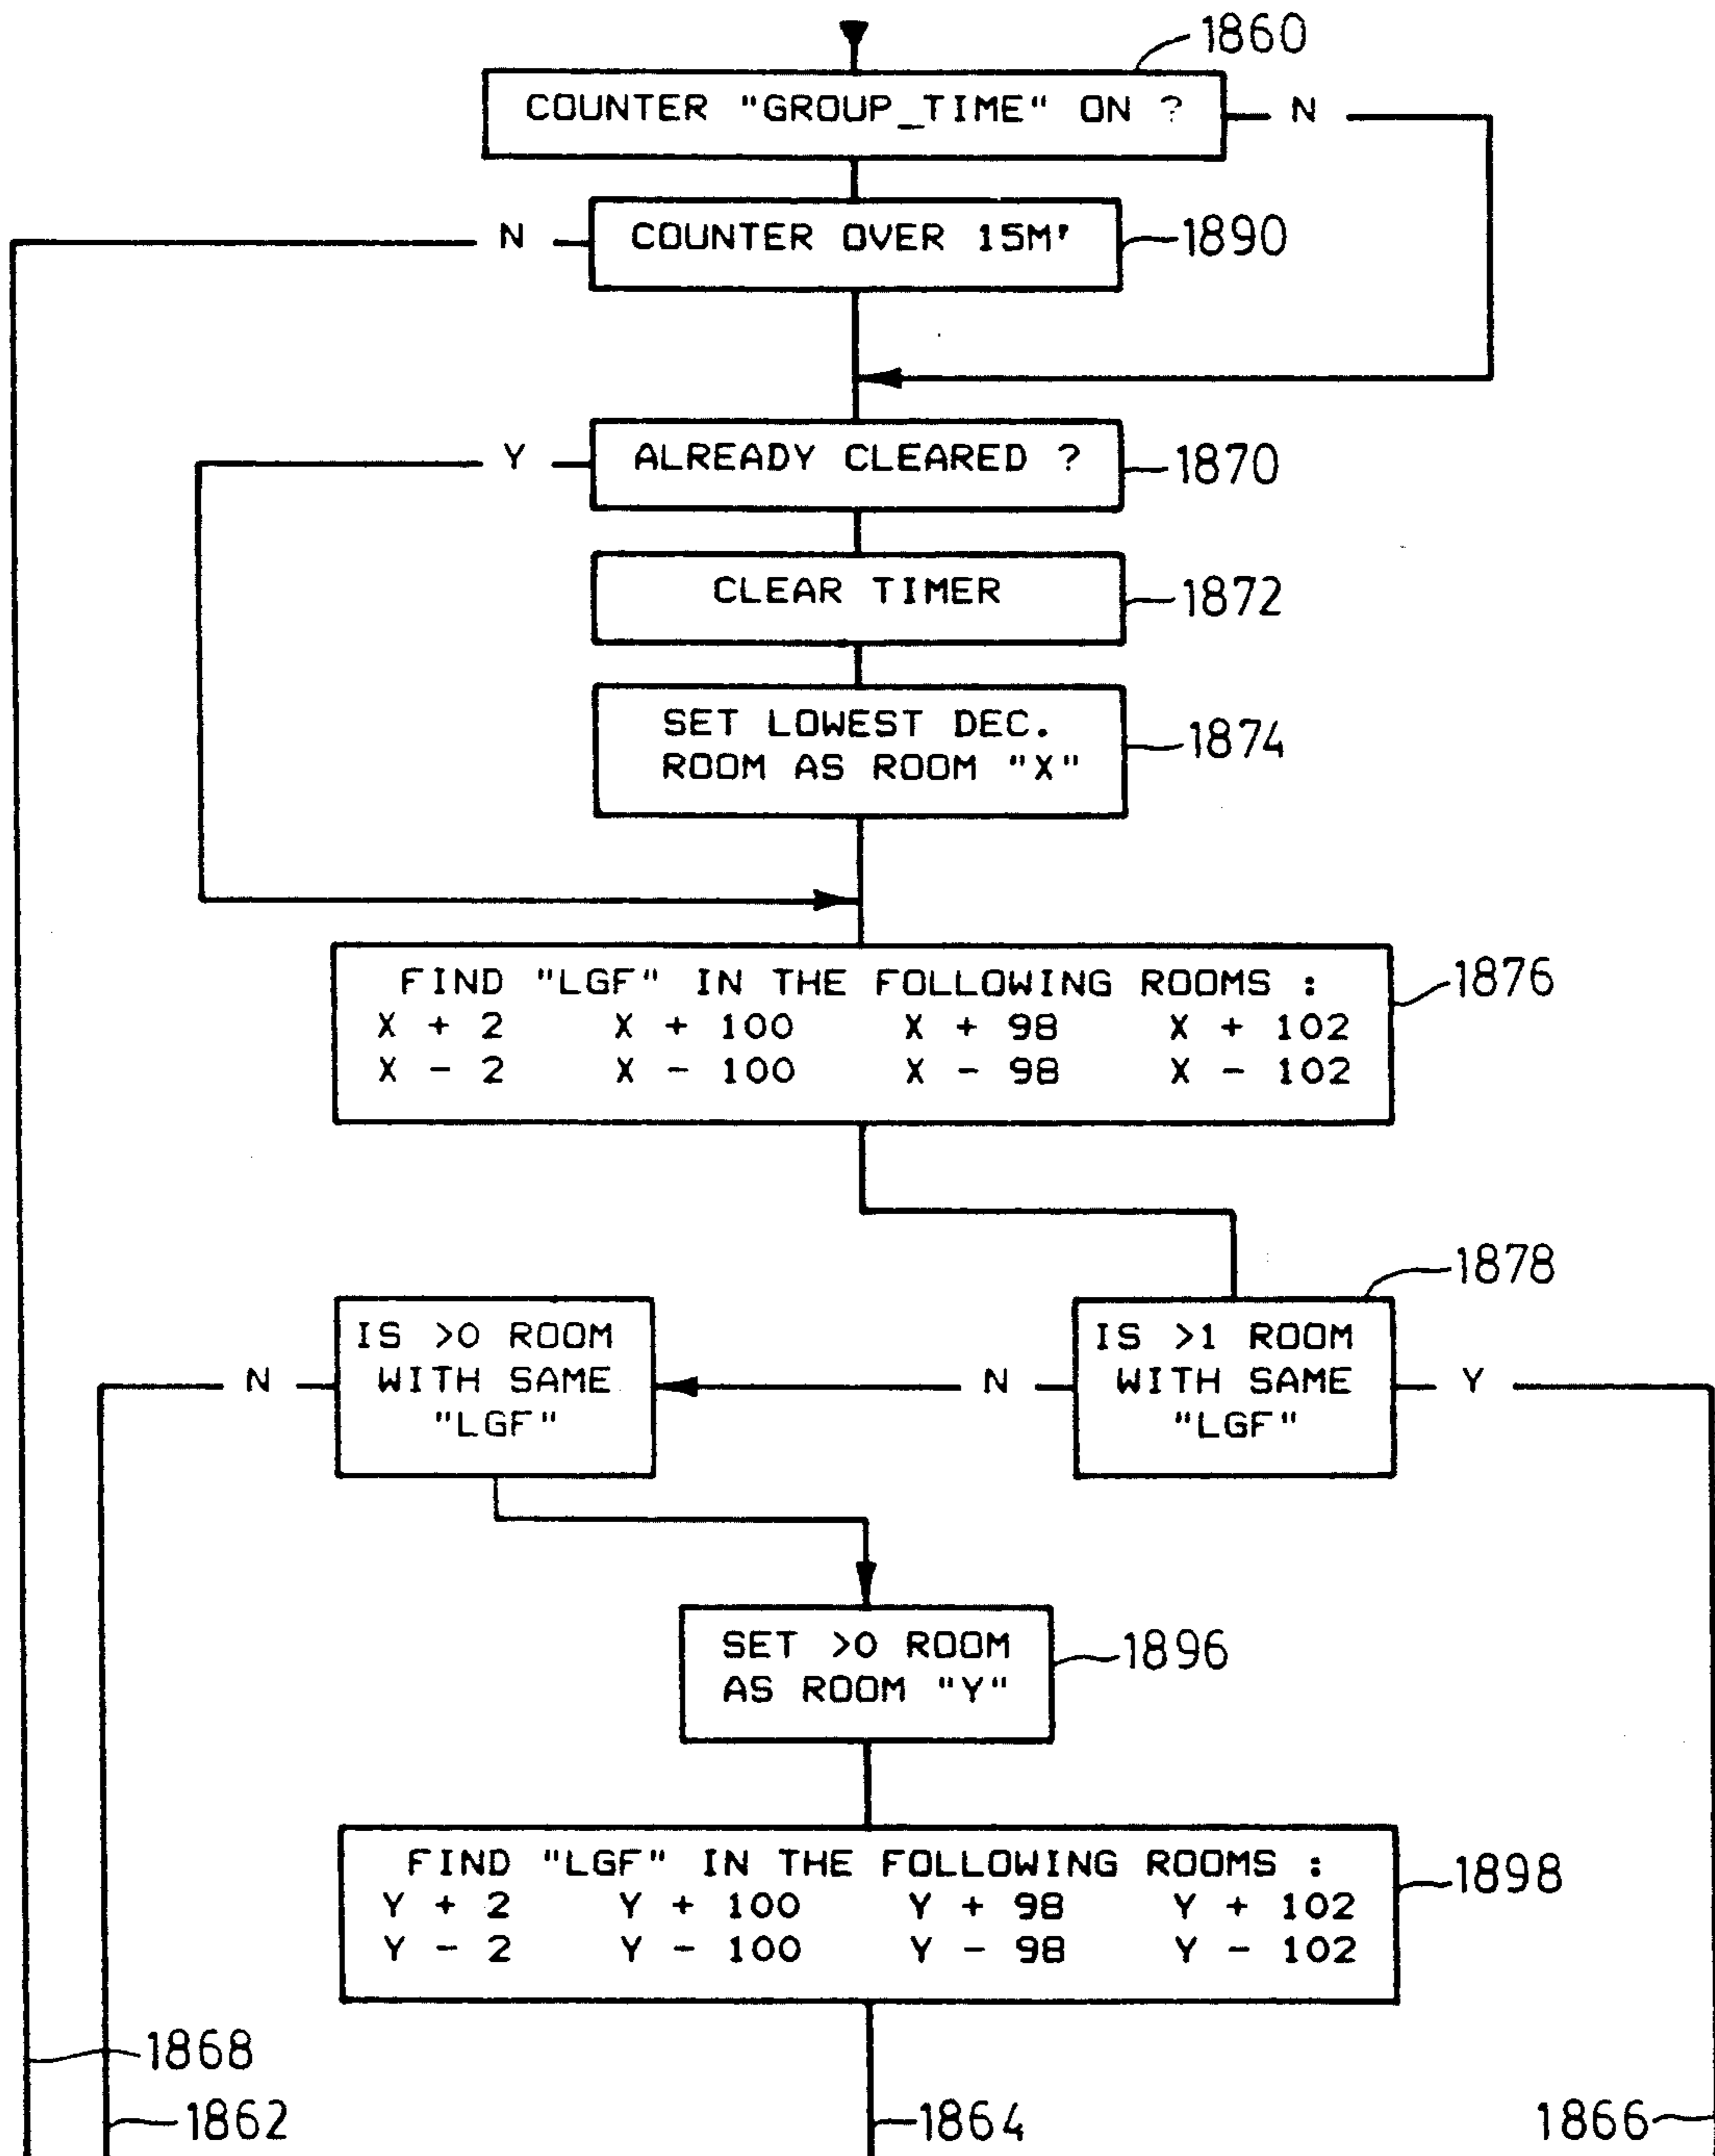 1860
COUNTER "GROUP_TIME" ON ? N
N COUNTER OVER 15M' 1890
Y ALREADY CLEARED ? 1870
CLEAR TIMER 1872
SET LOWEST DEC.
ROOM AS ROOM "X" 1874
FIND "LGF" IN THE FOLLOWING ROOMS : 1876
X + 2 X + 100 X + 98 X + 102
X - 2 X - 100 X - 98 X - 102
1878
IS >0 ROOM
WITH SAME
"LGF"
N
N
IS >1 ROOM
WITH SAME
"LGF"
Y
SET >0 ROOM
AS ROOM "Y" 1896
FIND "LGF" IN THE FOLLOWING ROOMS : 1898
Y + 2 Y + 100 Y + 98 Y + 102
Y - 2 Y - 100 Y - 98 Y - 102
1868
1862 1864 1866